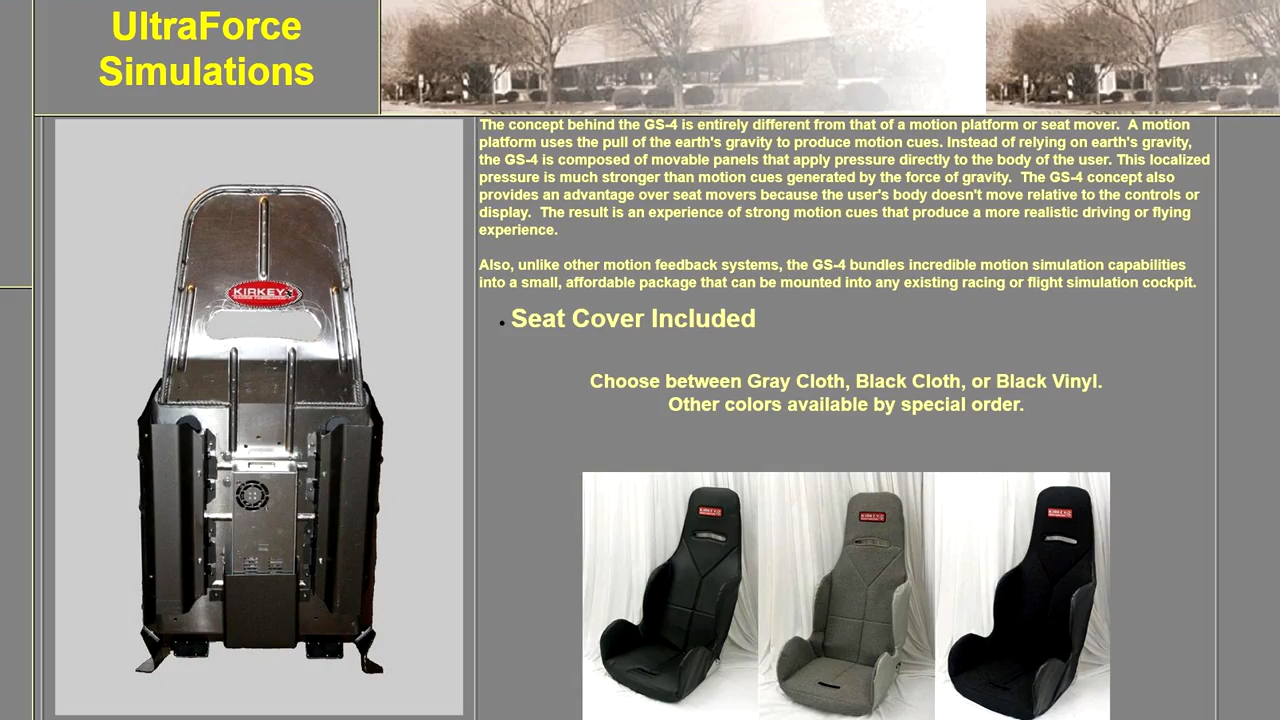 UltraForce
Simulations
The concept behind the GS-4 is entirely different from that of a motion platform or seat mover.  A motion
platform uses the pull of the earth's gravity to produce motion cues. Instead of relying on earth's gravity,
the GS-4 is composed of movable panels that apply pressure directly to the body of the user. This localized
pressure is much stronger than motion cues generated by the force of gravity.  The GS-4 concept also
provides an advantage over seat movers because the user's body doesn't move relative to the controls or
display.  The result is an experience of strong motion cues that produce a more realistic driving or flying
experience.
Also, unlike other motion feedback systems, the GS-4 bundles incredible motion simulation capabilities
into a small, affordable package that can be mounted into any existing racing or flight simulation cockpit.
KIRKEY
• Seat Cover Included
Choose between Gray Cloth, Black Cloth, or Black Vinyl.
Other colors available by special order.
KIRKEY
KIRKEY
KIRKEY